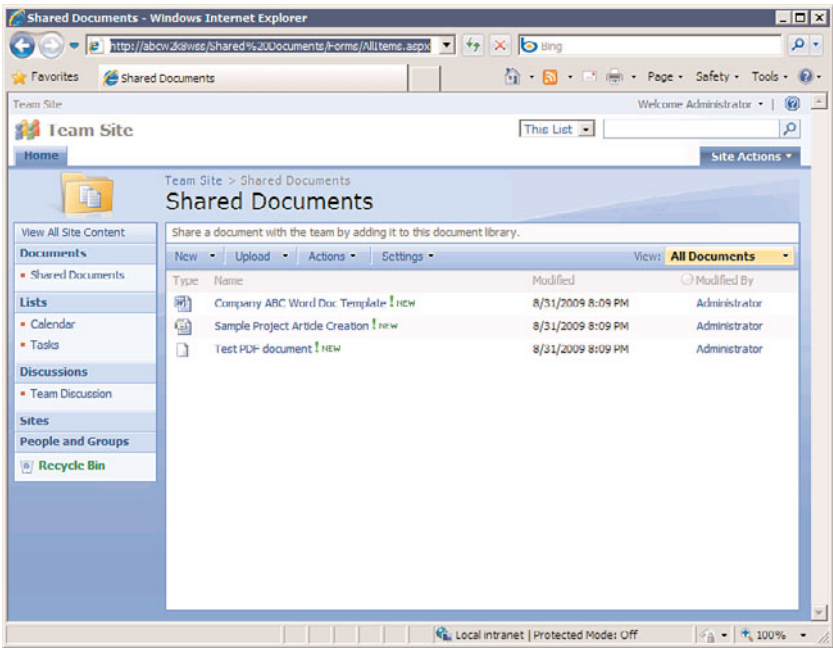 Shared Documents - Windows Internet Explorer
http://abcw2k8wss/Shared%20Documents/Forms/AllItems.aspx
Bing
Favorites Shared Documents Page Safety Tools
Team Site Welcome Administrator
Team Site This List
Home Site Actions
Team Site > Shared Documents
Shared Documents
View All Site Content Share a document with the team by adding it to this document library.
Documents New Upload Actions Settings View: All Documents
Shared Documents Type Name Modified Modified By
Lists Company ABC Word Doc Template ! NEW 8/31/2009 8:09 PM Administrator
Calendar Sample Project Article Creation ! NEW 8/31/2009 8:09 PM Administrator
Tasks Test PDF document ! NEW 8/31/2009 8:09 PM Administrator
Discussions
Team Discussion
Sites
People and Groups
Recycle Bin
Local intranet | Protected Mode: Off 100%